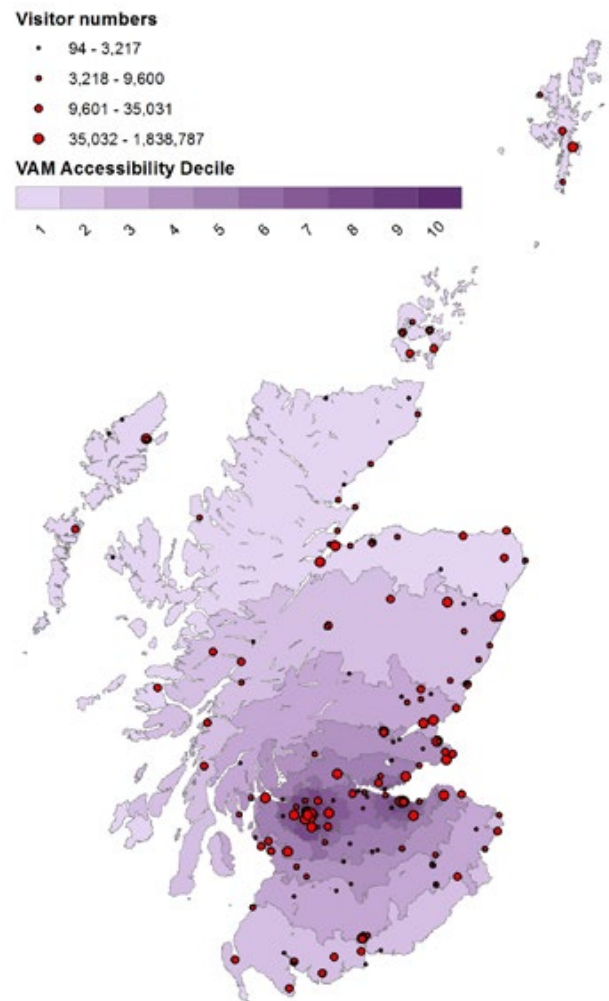 Visitor numbers
94 - 3,217
3,218 - 9,600
9,601 - 35,031
35,032 - 1,838,787
VAM Accessibility Decile
1 2 3 4 5 6 7 8 9 10